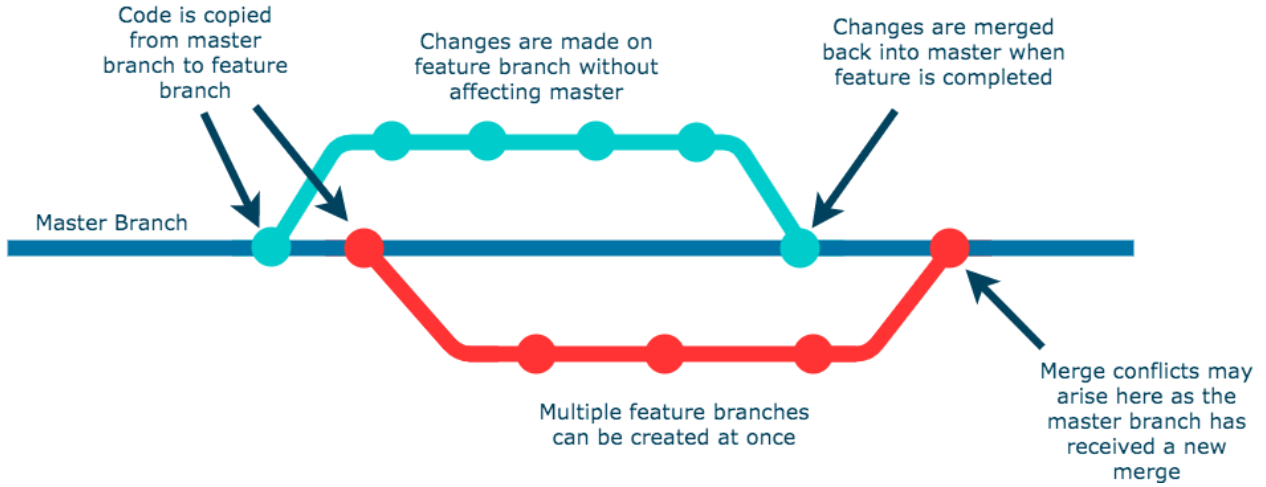 Code is copied
from master
branch to feature
branch
Changes are made on
feature branch without
affecting master
Changes are merged
back into master when
feature is completed
Master Branch
Multiple feature branches
can be created at once
Merge conflicts may
arise here as the
master branch has
received a new
merge